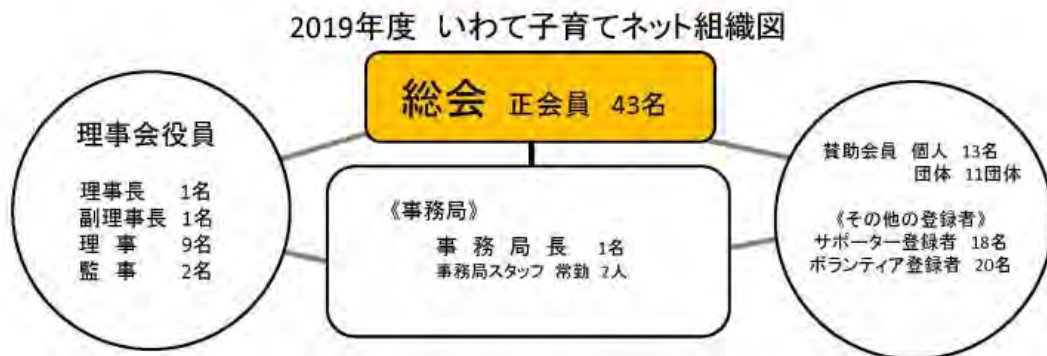 2019年度 いわて子育てネット組織図
総会 正会員 43名
理事会役員
理事長 1名
副理事長 1名
理 事 9名
監 事 2名
《事務局》
事 務 局 長 1名
事務局スタッフ 常勤 2人
賛助会員 個人 13名
団体 11団体
《その他の登録者》
サポーター登録者 18名
ボランティア登録者 20名